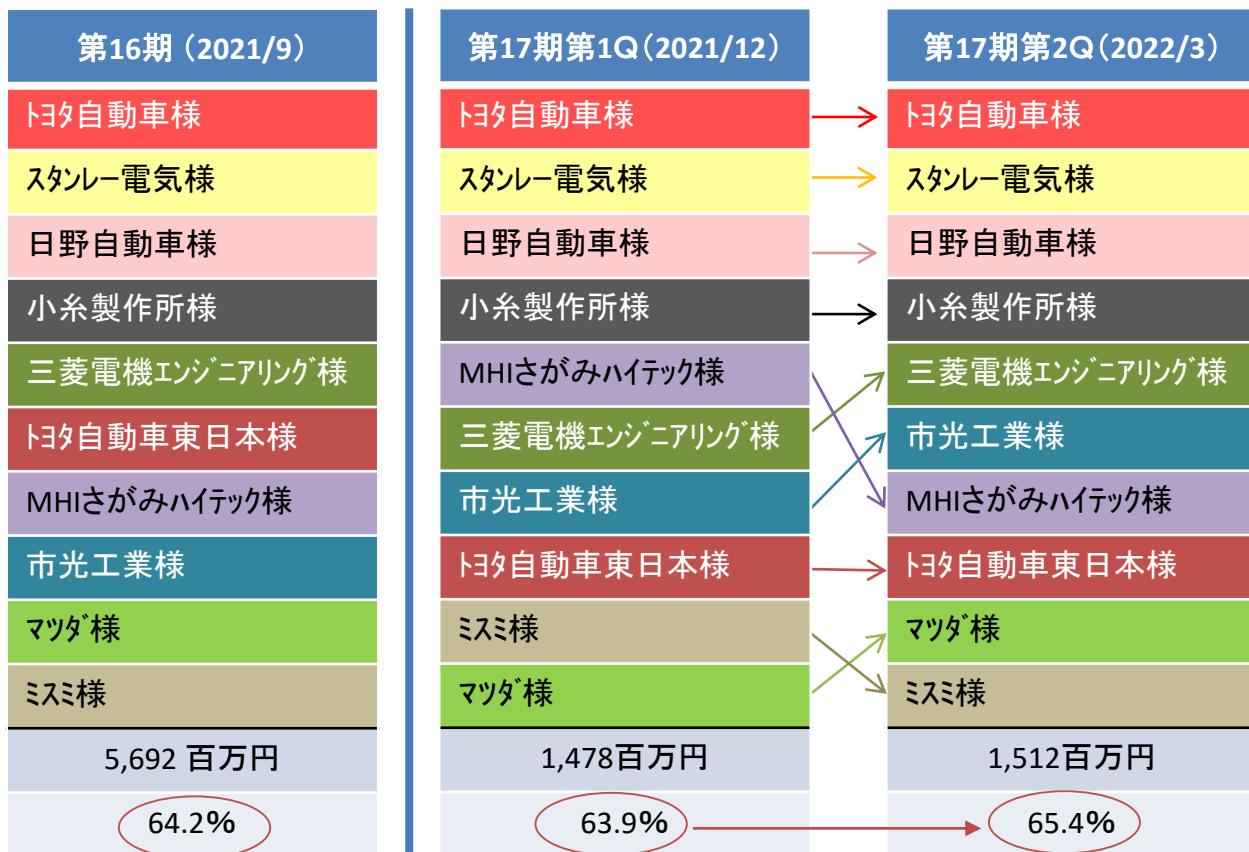 第16期（2021/9）
トヨタ自動車様
スタンレー電気様
日野自動車様
小糸製作所様
三菱電機エンジニアリング様
トヨタ自動車東日本様
MHIさがみハイテック様
市光工業様
マツダ様
ミスミ様
5,692 百万円
64.2%
第17期第1Q（2021/12）
トヨタ自動車様
スタンレー電気様
日野自動車様
小糸製作所様
MHIさがみハイテック様
三菱電機エンジニアリング様
市光工業様
トヨタ自動車東日本様
ミスミ様
マツダ様
1,478百万円
63.9%
第17期第2Q（2022/3）
トヨタ自動車様
スタンレー電気様
日野自動車様
小糸製作所様
三菱電機エンジニアリング様
市光工業様
MHIさがみハイテック様
トヨタ自動車東日本様
マツダ様
ミスミ様
1,512百万円
65.4%